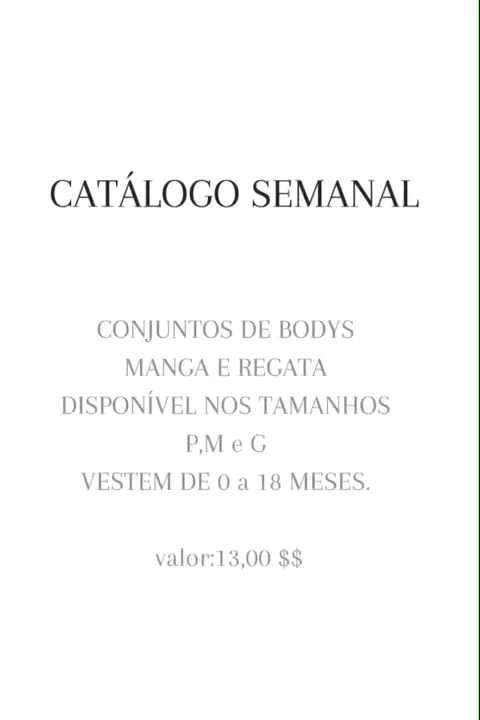 CATÁLOGO SEMANAL
CONJUNTOS DE BODYS
MANGA E REGATA
DISPONÍVEL NOS TAMANHOS
P,M e G
VESTEM DE 0 a 18 MESES.
valor:13,00 $$